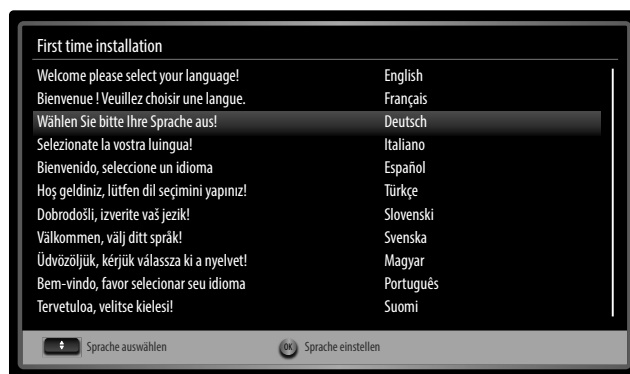 First time installation
Welcome please select your language! English
Bienvenue ! Veuillez choisir une langue. Français
Wählen Sie bitte Ihre Sprache aus! Deutsch
Selezionate la vostra luingua! Italiano
Bienvenido, seleccione un idioma Español
Hoş geldiniz, lütfen dil seçimini yapınız! Türkçe
Dobrodošli, izverite vaš jezik! Slovenski
Välkommen, välj ditt språk! Svenska
Üdvözöljük, kérjük válassza ki a nyelvet! Magyar
Bem-vindo, favor selecionar seu idioma Português
Tervetuloa, velitse kielesi! Suomi
Sprache auswählen OK Sprache einstellen